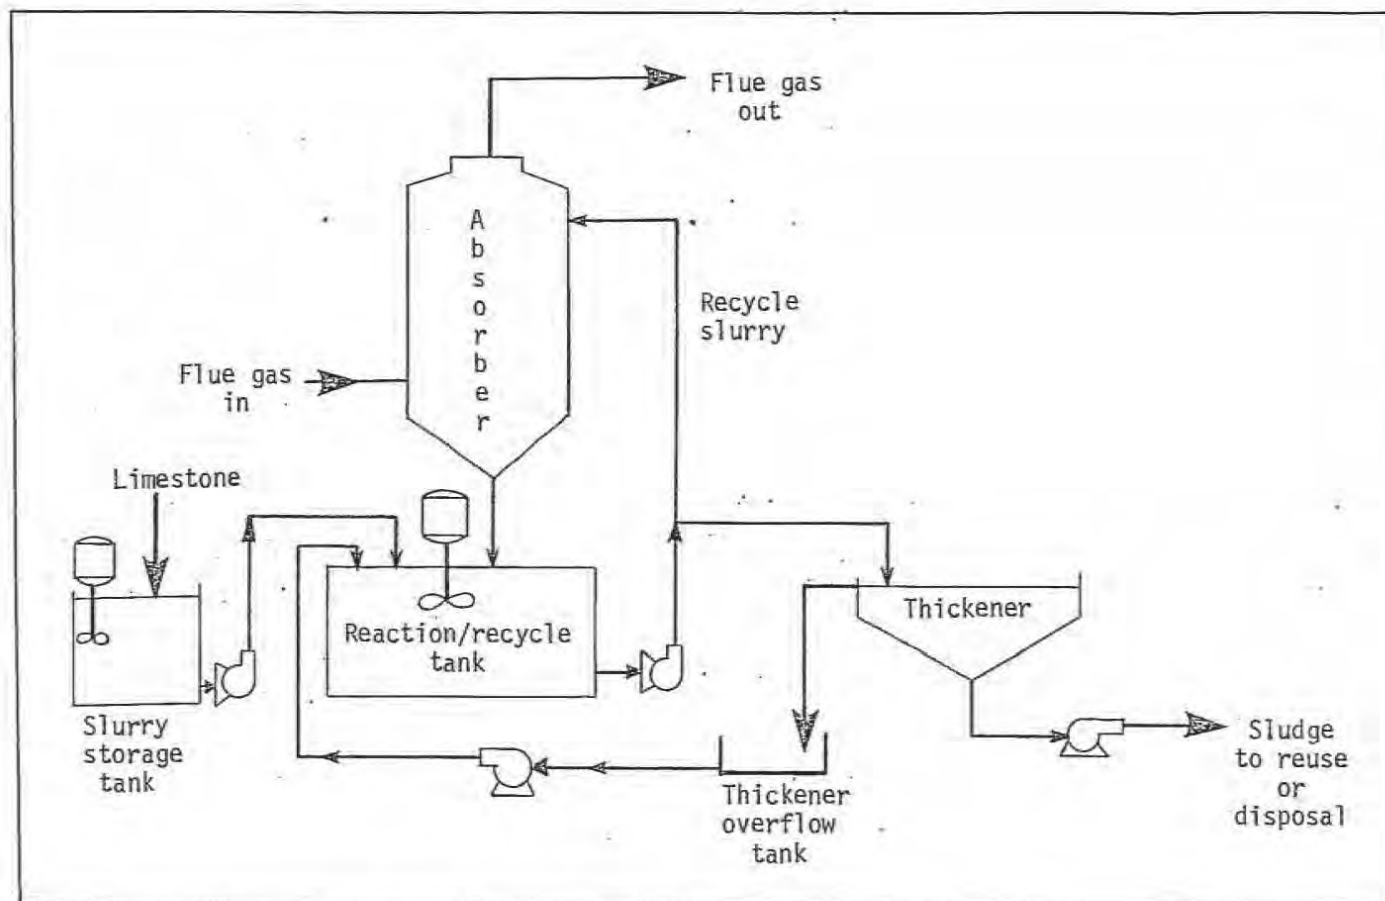 Flue gas
out
Absorber
Recycle
slurry
Flue gas
in
Limestone
Thickener
Reaction/recycle
tank
Slurry
storage
tank
Thickener
overflow
tank
Sludge
to reuse
or
disposal